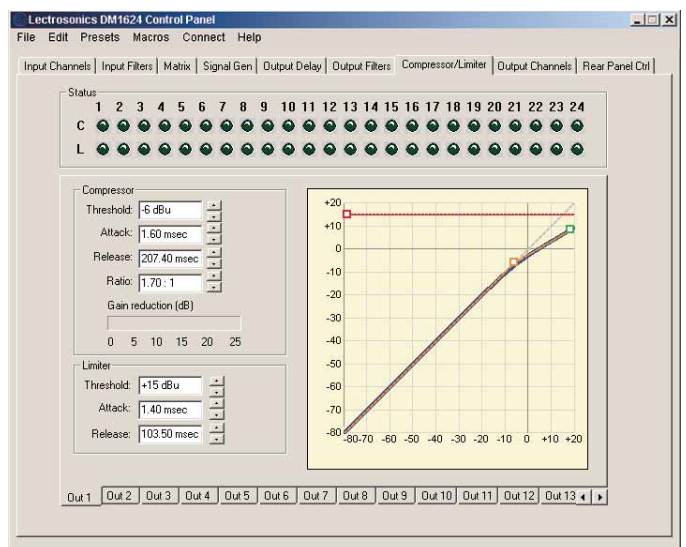 Lectrosonics DM1624 Control Panel
File Edit Presets Macros Connect Help
Input Channels Input Filters Matrix Signal Gen Output Delay Output Filters Compressor/Limiter Output Channels Rear Panel Ctrl
Status
1 2 3 4 5 6 7 8 9 10 11 12 13 14 15 16 17 18 19 20 21 22 23 24
C
L
Compressor
Threshold: -6 dBu
Attack: 1.60 msec
Release: 207.40 msec
Ratio: 1.70 : 1
Gain reduction (dB)
0 5 10 15 20 25
Limiter
Threshold: +15 dBu
Attack: 1.40 msec
Release: 103.50 msec
+20
+10
0
-10
-20
-30
-40
-50
-60
-70
-80
-80 -70 -60 -50 -40 -30 -20 -10 0 +10 +20
Out 1 Out 2 Out 3 Out 4 Out 5 Out 6 Out 7 Out 8 Out 9 Out 10 Out 11 Out 12 Out 13